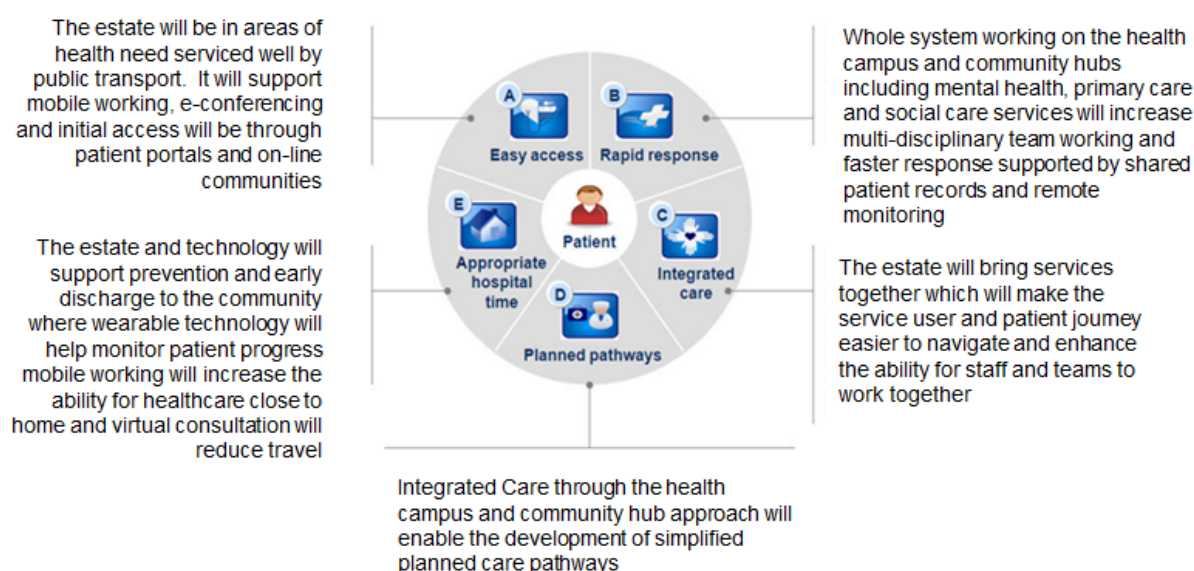 The estate will be in areas of
health need serviced well by
public transport.  It will support
mobile working, e-conferencing
and initial access will be through
patient portals and on-line
communities
Whole system working on the health
campus and community hubs
including mental health, primary care
and social care services will increase
multi-disciplinary team working and
faster response supported by shared
patient records and remote
monitoring
A
Easy access
B
Rapid response
E
Appropriate
hospital
time
Patient
C
Integrated
care
D
Planned pathways
The estate and technology will
support prevention and early
discharge to the community
where wearable technology will
help monitor patient progress
mobile working will increase the
ability for healthcare close to
home and virtual consultation will
reduce travel
The estate will bring services
together which will make the
service user and patient journey
easier to navigate and enhance
the ability for staff and teams to
work together
Integrated Care through the health
campus and community hub approach will
enable the development of simplified
planned care pathways